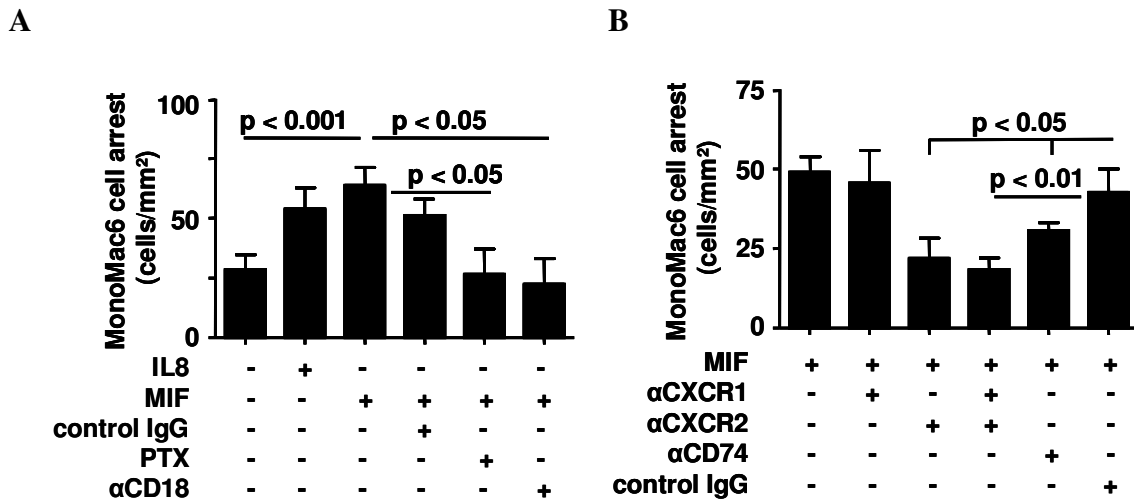 A
MonoMac6 cell arrest
(cells/mm²)
100
50
0
p < 0.001
p < 0.05
p < 0.05
IL8 - + - - - -
MIF - - + + + +
control IgG - - - + - -
PTX - - - - + -
αCD18 - - - - - +
B
MonoMac6 cell arrest
(cells/mm²)
75
50
25
0
p < 0.05
p < 0.01
MIF + + + + + +
αCXCR1 - + - + - -
αCXCR2 - - + + - -
αCD74 - - - - + -
control IgG - - - - - +